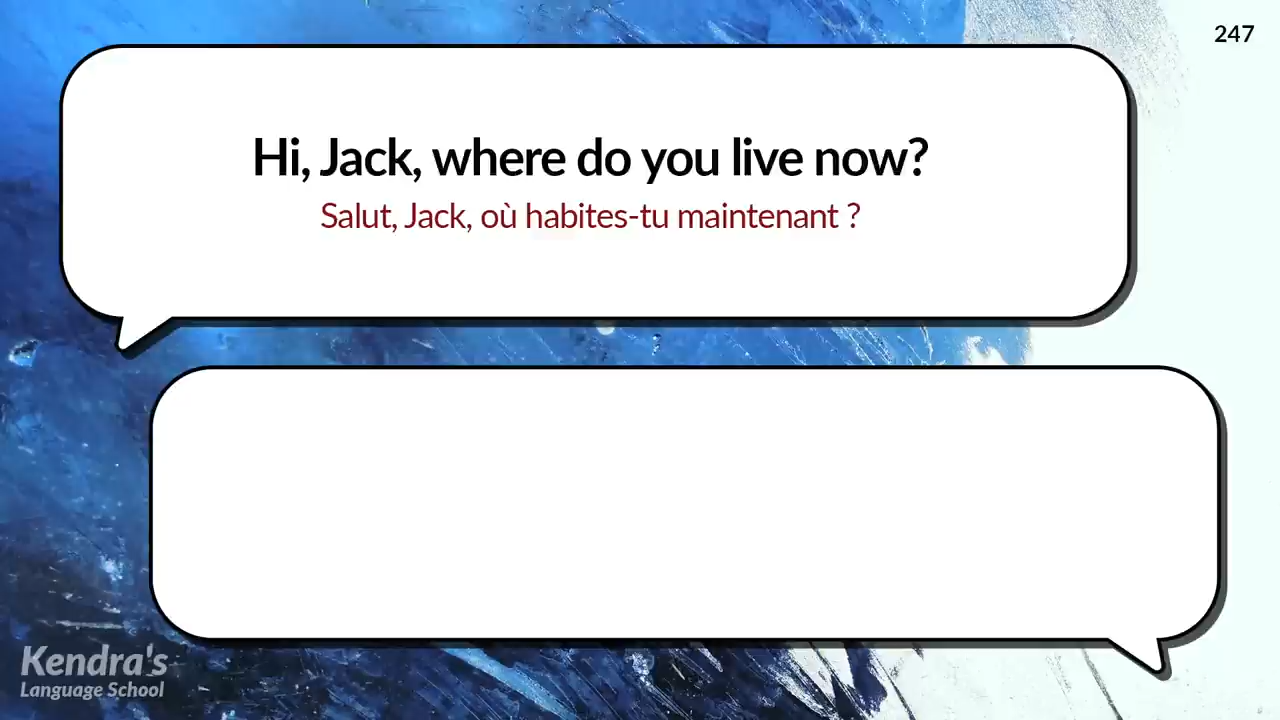 247
Hi, Jack, where do you live now?
Salut, Jack, où habites-tu maintenant ?
Kendra's
Language School